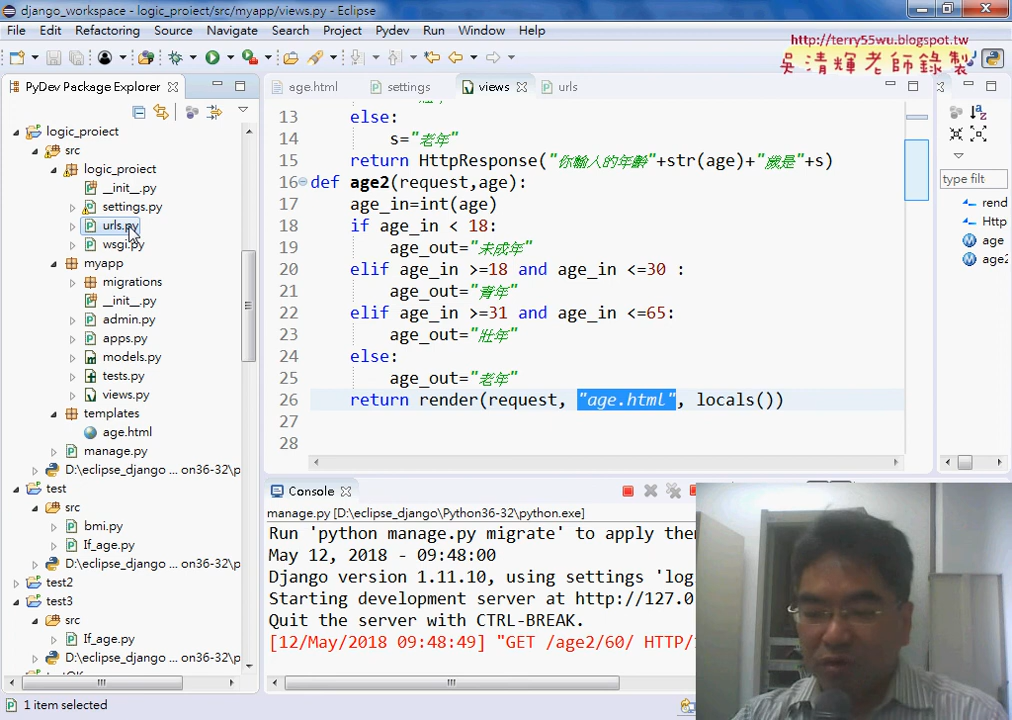 django_workspace - logic_project/src/myapp/views.py - Eclipse
File Edit Refactoring Source Navigate Search Project Pydev Run Window Help
http://terry55wu.blogspot.tw
吳清輝老師錄製
PyDev Package Explorer
age.html settings views urls
logic_project
src
logic_project
__init__.py
settings.py
urls.py
wsgi.py
myapp
migrations
__init__.py
admin.py
apps.py
models.py
tests.py
views.py
templates
age.html
manage.py
D:\eclipse_django ... on36-32\p
test
src
bmi.py
If_age.py
D:\eclipse_django ... on36-32\p
test2
test3
src
If_age.py
D:\eclipse_django ... on36-32\p
13 else:
14 s="老年"
15 return HttpResponse("你輸入的年齡"+str(age)+"歲是"+s)
16 def age2(request,age):
17 age_in=int(age)
18 if age_in < 18:
19 age_out="未成年"
20 elif age_in >=18 and age_in <=30 :
21 age_out="青年"
22 elif age_in >=31 and age_in <=65:
23 age_out="壯年"
24 else:
25 age_out="老年"
26 return render(request, "age.html", locals())
27
28
type filt
rend
Http
age
age2
Console
manage.py [D:\eclipse_django\Python36-32\python.exe]
Run 'python manage.py migrate' to apply the
May 12, 2018 - 09:48:00
Django version 1.11.10, using settings 'log
Starting development server at http://127.0
Quit the server with CTRL-BREAK.
[12/May/2018 09:48:49] "GET /age2/60/ HTTP/
1 item selected